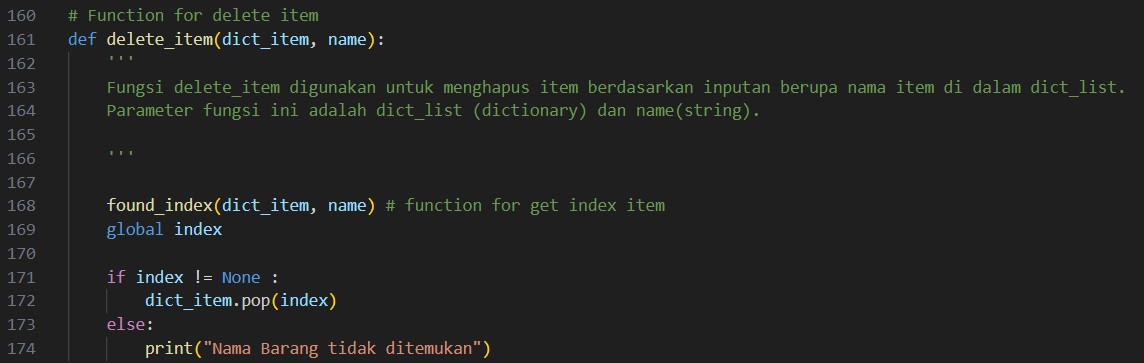 160 # Function for delete item
161 def delete_item(dict_item, name):
162 '''
163 Fungsi delete_item digunakan untuk menghapus item berdasarkan inputan berupa nama item di dalam dict_list.
164 Parameter fungsi ini adalah dict_list (dictionary) dan name(string).
165
166 '''
167
168 found_index(dict_item, name) # function for get index item
169 global index
170
171 if index != None :
172 dict_item.pop(index)
173 else:
174 print("Nama Barang tidak ditemukan")